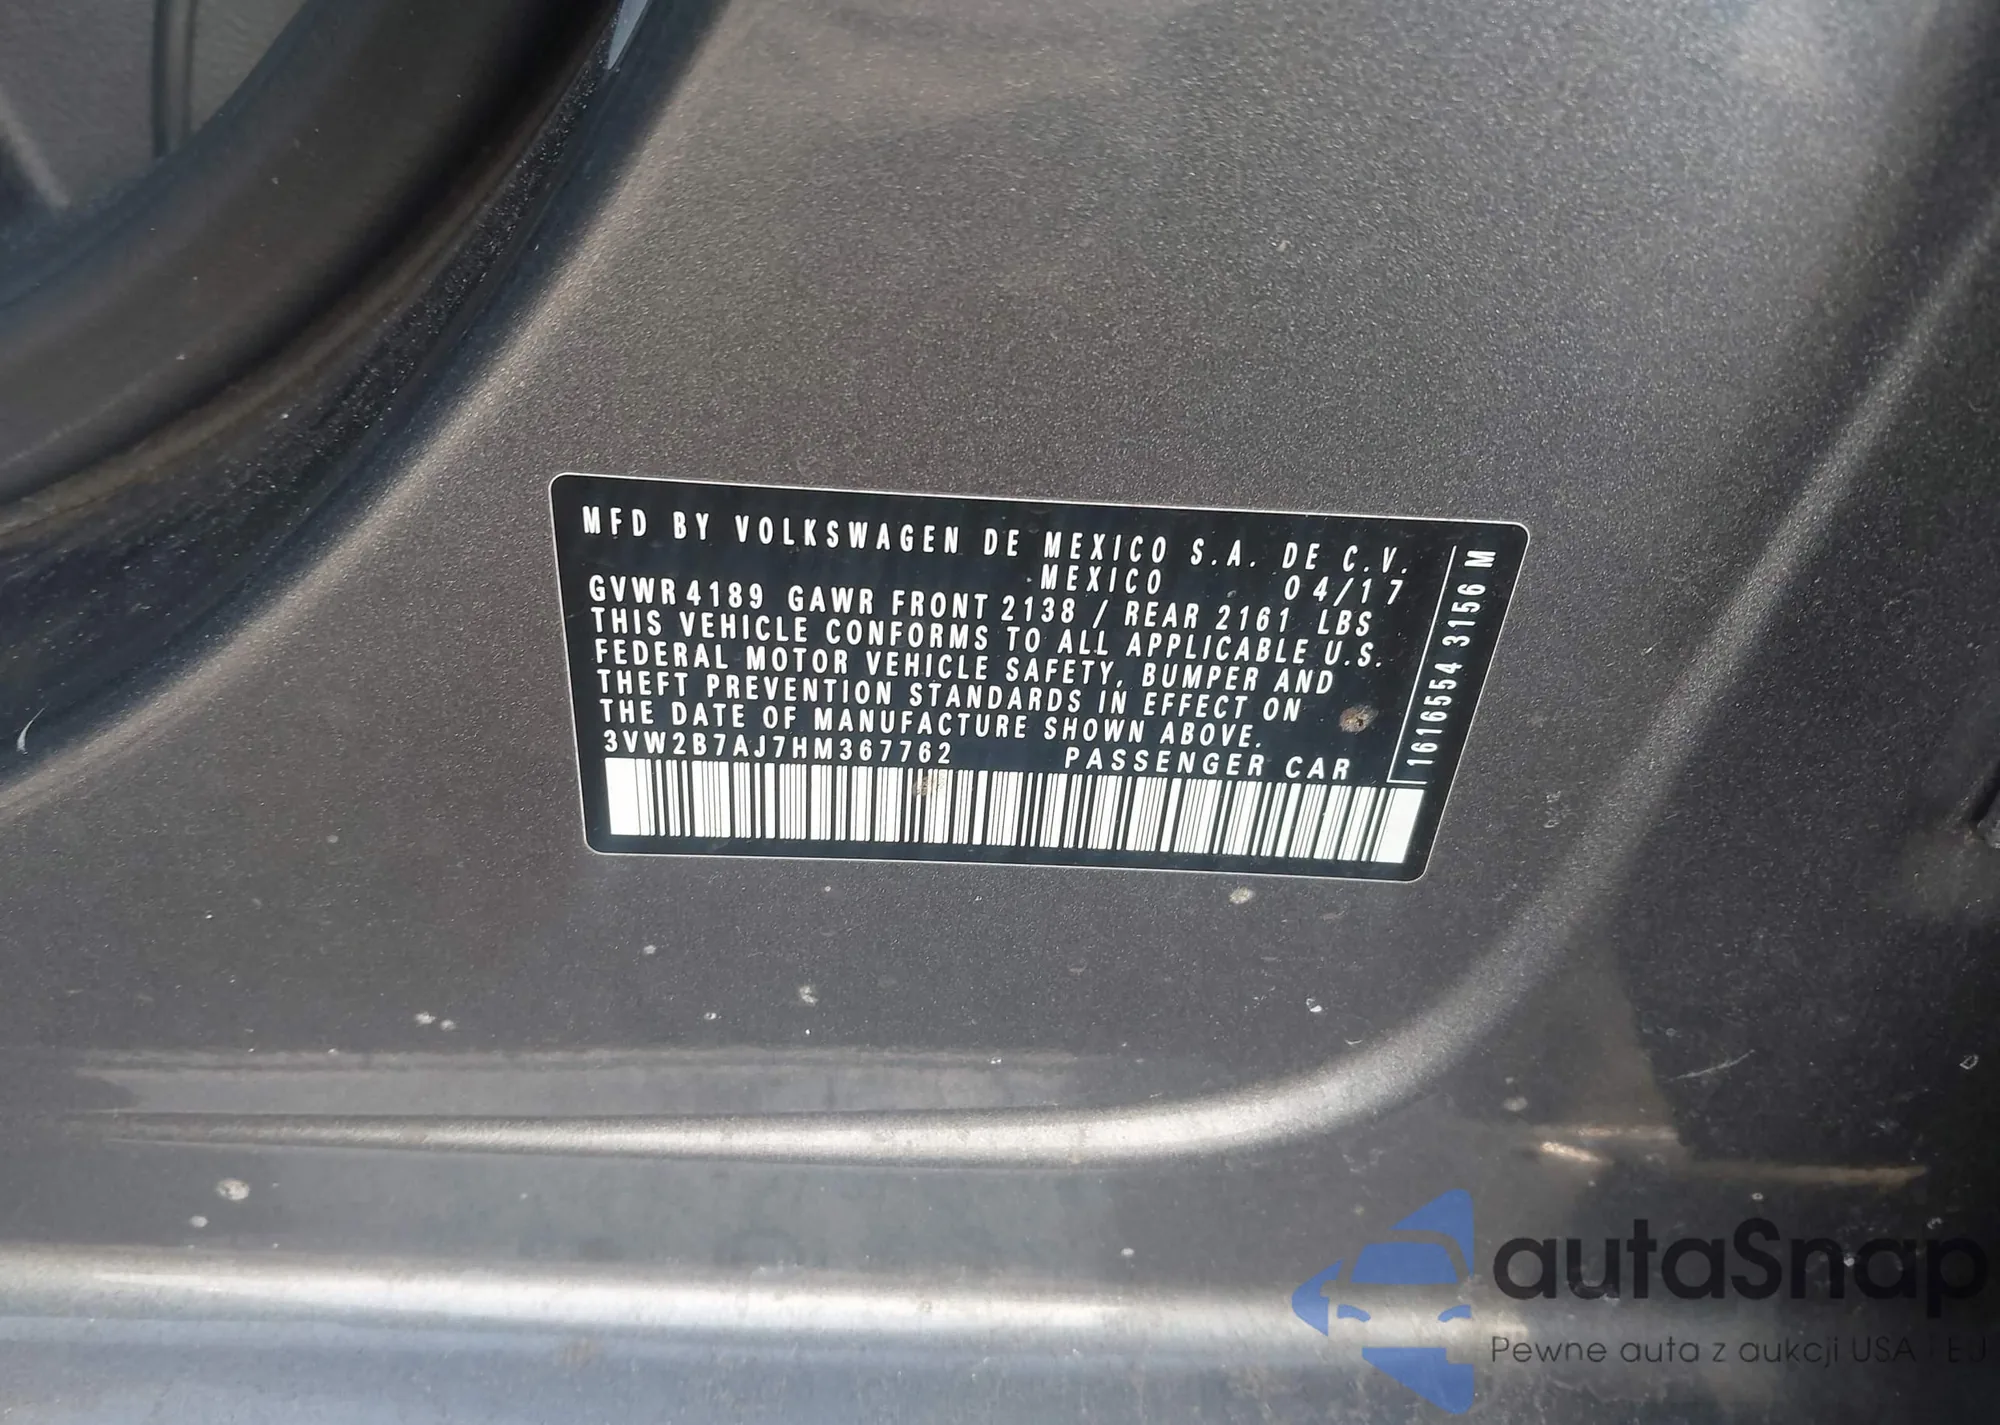 MFD BY VOLKSWAGEN DE MEXICO S.A. DE C.V.
MEXICO 04/17
GVWR 4189 GAWR FRONT 2138 / REAR 2161 LBS
THIS VEHICLE CONFORMS TO ALL APPLICABLE U.S.
FEDERAL MOTOR VEHICLE SAFETY, BUMPER AND
THEFT PREVENTION STANDARDS IN EFFECT ON
THE DATE OF MANUFACTURE SHOWN ABOVE.
3VW2B7AJ7HM367762 PASSENGER CAR
1616554 3156 M
autaSnap
Pewne auta z aukcji USA i EU